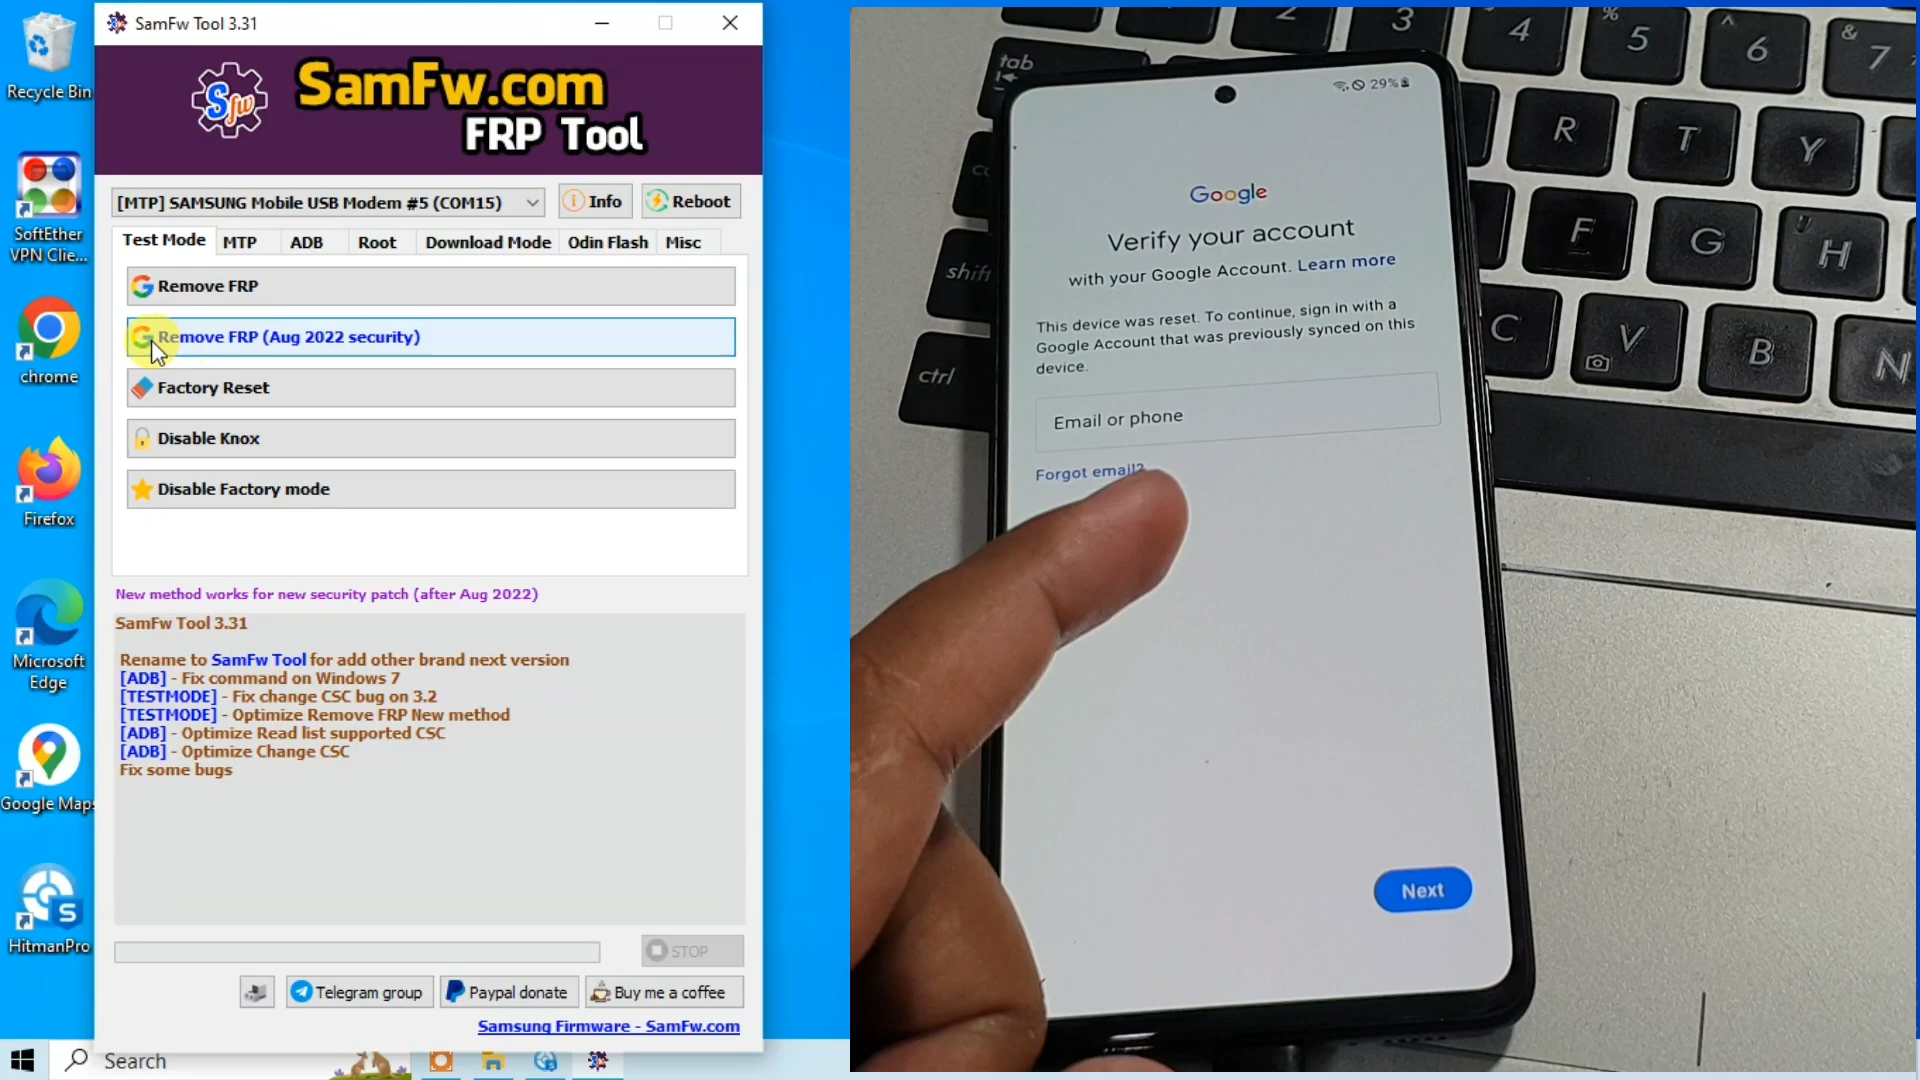 Recycle Bin
SoftEther
VPN Clie...
chrome
Firefox
Microsoft
Edge
Google Maps
HitmanPro
SamFw Tool 3.31
Sfw
SamFw.com
FRP Tool
[MTP] SAMSUNG Mobile USB Modem #5 (COM15)
Info
Reboot
Test Mode
MTP
ADB
Root
Download Mode
Odin Flash
Misc
Remove FRP
Remove FRP (Aug 2022 security)
Factory Reset
Disable Knox
Disable Factory mode
New method works for new security patch (after Aug 2022)
SamFw Tool 3.31
Rename to SamFw Tool for add other brand next version
[ADB] - Fix command on Windows 7
[TESTMODE] - Fix change CSC bug on 3.2
[TESTMODE] - Optimize Remove FRP New method
[ADB] - Optimize Read list supported CSC
[ADB] - Optimize Change CSC
Fix some bugs
STOP
Telegram group
Paypal donate
Buy me a coffee
Samsung Firmware - SamFw.com
Search
29%
Google
Verify your account
with your Google Account. Learn more
This device was reset. To continue, sign in with a
Google Account that was previously synced on this
device.
Email or phone
Forgot email?
Next
2
3
4
% 5
^ 6
& 7
tab
R
T
Y
shift
F
G
H
ctrl
C
V
B
N